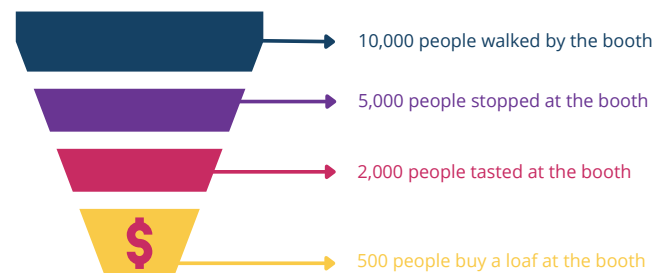 10,000 people walked by the booth
5,000 people stopped at the booth
2,000 people tasted at the booth
$
500 people buy a loaf at the booth